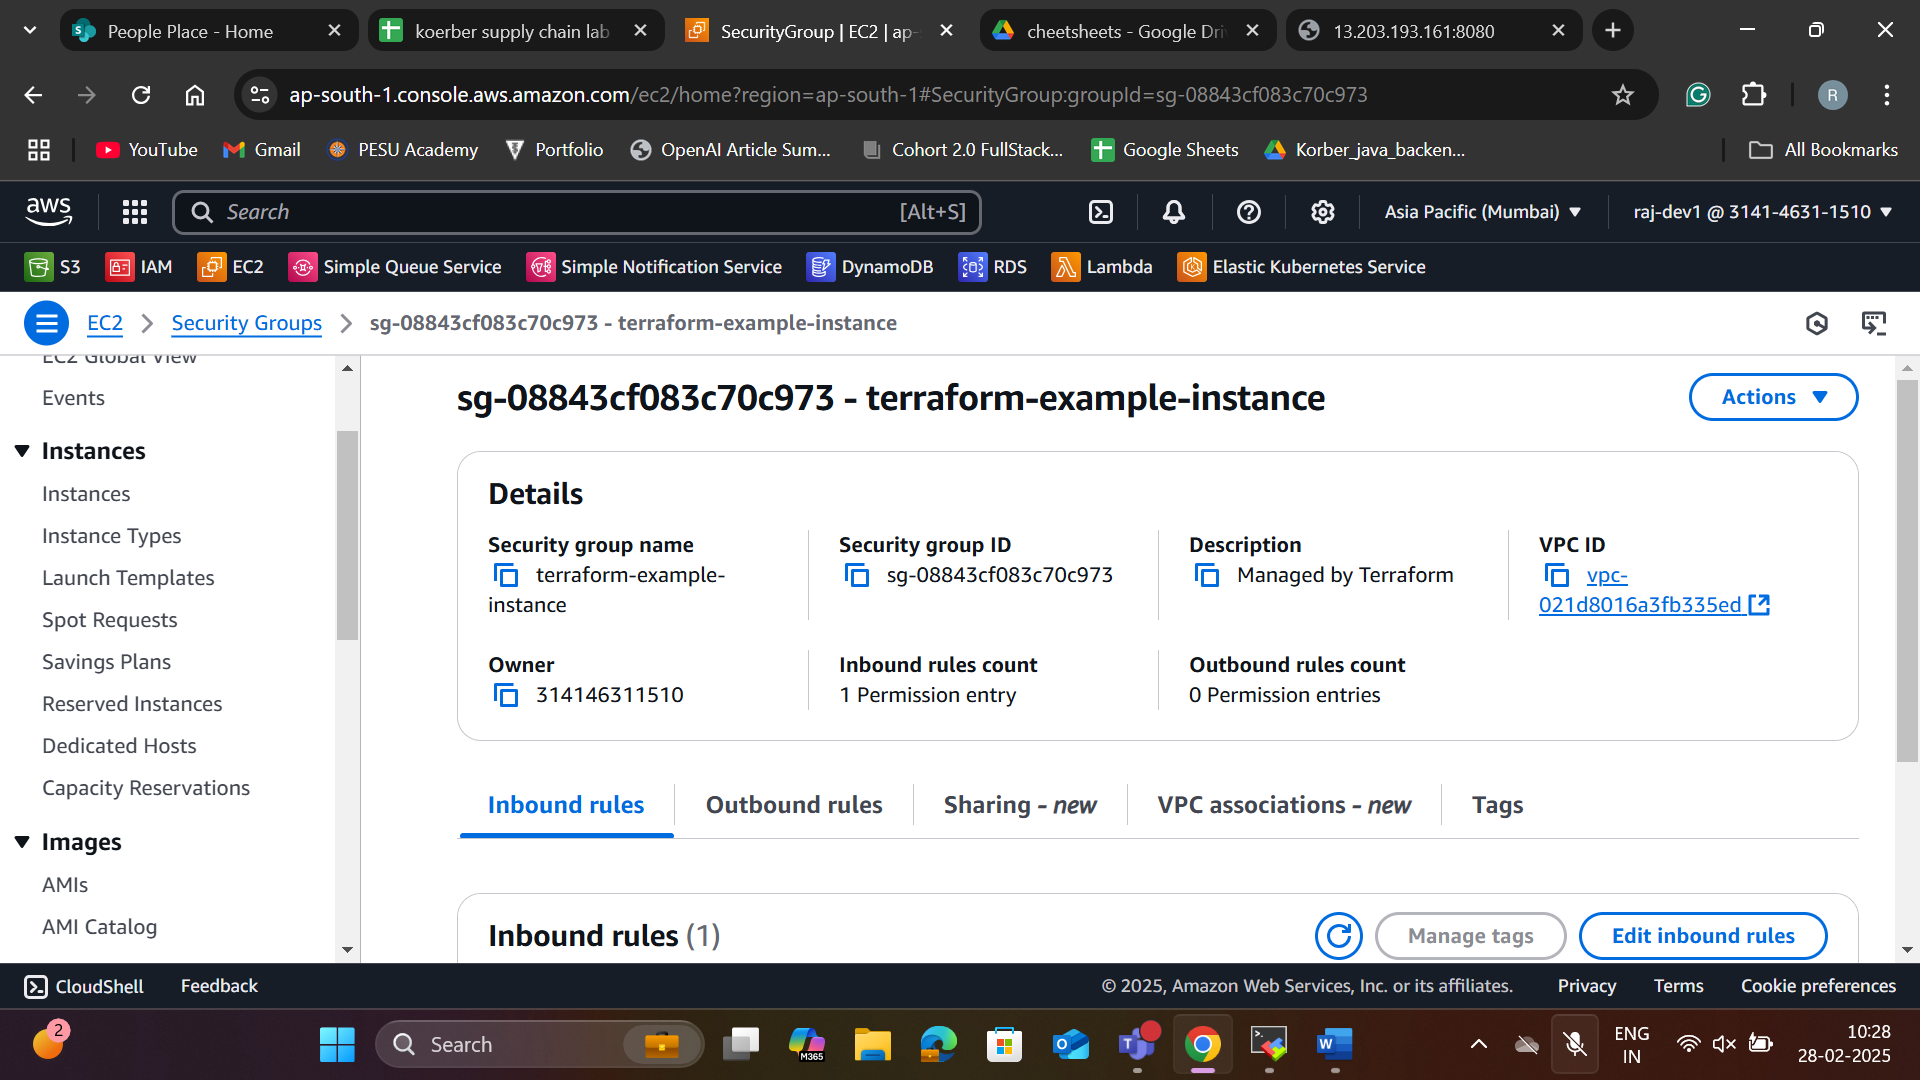 People Place - Home
koerber supply chain lab
SecurityGroup | EC2 | ap-
cheetsheets - Google Dri
13.203.193.161:8080
ap-south-1.console.aws.amazon.com/ec2/home?region=ap-south-1#SecurityGroup:groupId=sg-08843cf083c70c973
R
YouTube
Gmail
PESU Academy
Portfolio
OpenAI Article Sum...
Cohort 2.0 FullStack...
Google Sheets
Korber_java_backen...
All Bookmarks
aws
Search
[Alt+S]
Asia Pacific (Mumbai)
raj-dev1 @ 3141-4631-1510
S3
IAM
EC2
Simple Queue Service
Simple Notification Service
DynamoDB
RDS
Lambda
Elastic Kubernetes Service
EC2
Security Groups
sg-08843cf083c70c973 - terraform-example-instance
EC2 Global View
Events
Instances
Instances
Instance Types
Launch Templates
Spot Requests
Savings Plans
Reserved Instances
Dedicated Hosts
Capacity Reservations
Images
AMIs
AMI Catalog
sg-08843cf083c70c973 - terraform-example-instance
Actions
Details
Security group name
terraform-example-
instance
Security group ID
sg-08843cf083c70c973
Description
Managed by Terraform
VPC ID
vpc-
021d8016a3fb335ed
Owner
314146311510
Inbound rules count
1 Permission entry
Outbound rules count
0 Permission entries
Inbound rules
Outbound rules
Sharing - new
VPC associations - new
Tags
Inbound rules (1)
Manage tags
Edit inbound rules
CloudShell
Feedback
© 2025, Amazon Web Services, Inc. or its affiliates.
Privacy
Terms
Cookie preferences
2
Search
M365
ENG
IN
10:28
28-02-2025